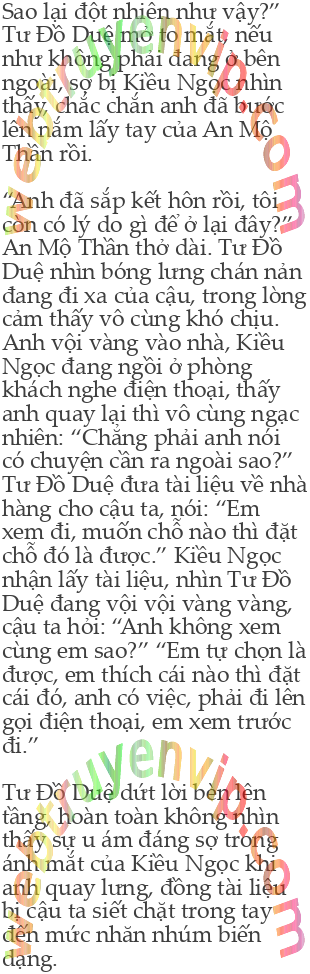 Sao lại đột nhiên như vậy?”
Tư Đồ Duệ mở to mắt, nếu
như không phải đang ở bên
ngoài, sợ bị Kiều Ngọc nhìn
thấy, chắc chắn anh đã bước
lên nắm lấy tay của An Mộ
Thần rồi.
“Anh đã sắp kết hôn rồi, tôi
còn có lý do gì để ở lại đây?”
An Mộ Thần thở dài. Tư Đồ
Duệ nhìn bóng lưng chán nản
đang đi xa của cậu, trong lòng
cảm thấy vô cùng khó chịu.
Anh vội vàng vào nhà, Kiều
Ngọc đang ngồi ở phòng
khách nghe điện thoại, thấy
anh quay lại thì vô cùng ngạc
nhiên: “Chẳng phải anh nói
có chuyện cần ra ngoài sao?”
Tư Đồ Duệ đưa tài liệu về nhà
hàng cho cậu ta, nói: “Em
xem đi, muốn chỗ nào thì đặt
chỗ đó là được.” Kiều Ngọc
nhận lấy tài liệu, nhìn Tư Đồ
Duệ đang vội vội vàng vàng,
cậu ta hỏi: “Anh không xem
cùng em sao?” “Em tự chọn là
được, em thích cái nào thì đặt
cái đó, anh có việc, phải đi lên
gọi điện thoại, em xem trước
đi.”
Tư Đồ Duệ dứt lời bèn lên
tầng, hoàn toàn không nhìn
thấy sự u ám đáng sợ trong
ánh mắt của Kiều Ngọc khi
anh quay lưng, đồng tài liệu
bị cậu ta siết chặt trong tay
đến mức nhăn nhúm biến
dạng.
webtruyenvip.com
webtruyenvip.com